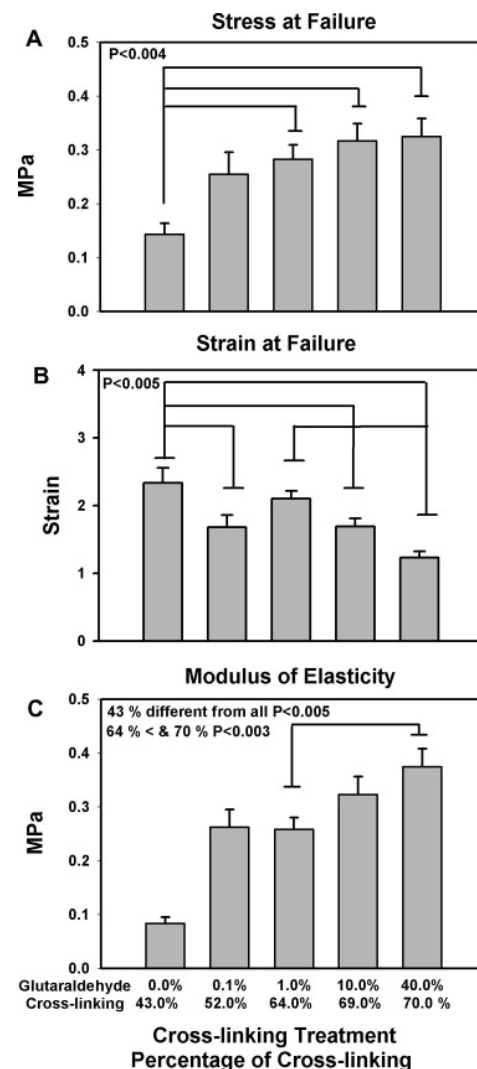 Stress at Failure
A
0.5
P<0.004
0.4
0.3
MPa
0.2
0.1
0.0
Strain at Failure
B
4
P<0.005
3
Strain
2
1
0
Modulus of Elasticity
C
0.5
43 % different from all P<0.005
64 % < & 70 % P<0.003
0.4
0.3
MPa
0.2
0.1
0.0
Glutaraldehyde 0.0% 0.1% 1.0% 10.0% 40.0%
Cross-linking 43.0% 52.0% 64.0% 69.0% 70.0 %
Cross-linking Treatment
Percentage of Cross-linking